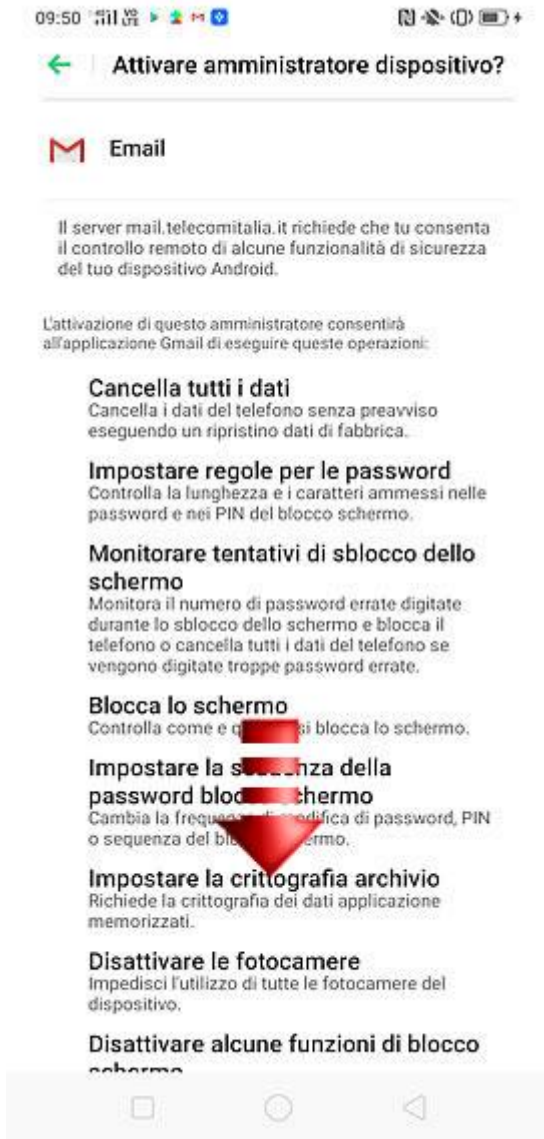 09:50
Attivare amministratore dispositivo?
Email
Il server mail.telecomitalia.it richiede che tu consenta
il controllo remoto di alcune funzionalità di sicurezza
del tuo dispositivo Android.
L'attivazione di questo amministratore consentirà
all'applicazione Gmail di eseguire queste operazioni:
Cancella tutti i dati
Cancella i dati del telefono senza preavviso
eseguendo un ripristino dati di fabbrica.
Impostare regole per le password
Controlla la lunghezza e i caratteri ammessi nelle
password e nei PIN del blocco schermo.
Monitorare tentativi di sblocco dello
schermo
Monitora il numero di password errate digitate
durante lo sblocco dello schermo e blocca il
telefono o cancella tutti i dati del telefono se
vengono digitate troppe password errate.
Blocca lo schermo
Controlla come e si blocca lo schermo.
Impostare la della
password
Cambia la di password, PIN
o sequenza del
Impostare la crittografia archivio
Richiede la crittografia dei dati applicazione
memorizzati.
Disattivare le fotocamere
Impedisci l'utilizzo di tutte le fotocamere del
dispositivo.
Disattivare alcune funzioni di blocco
schermo